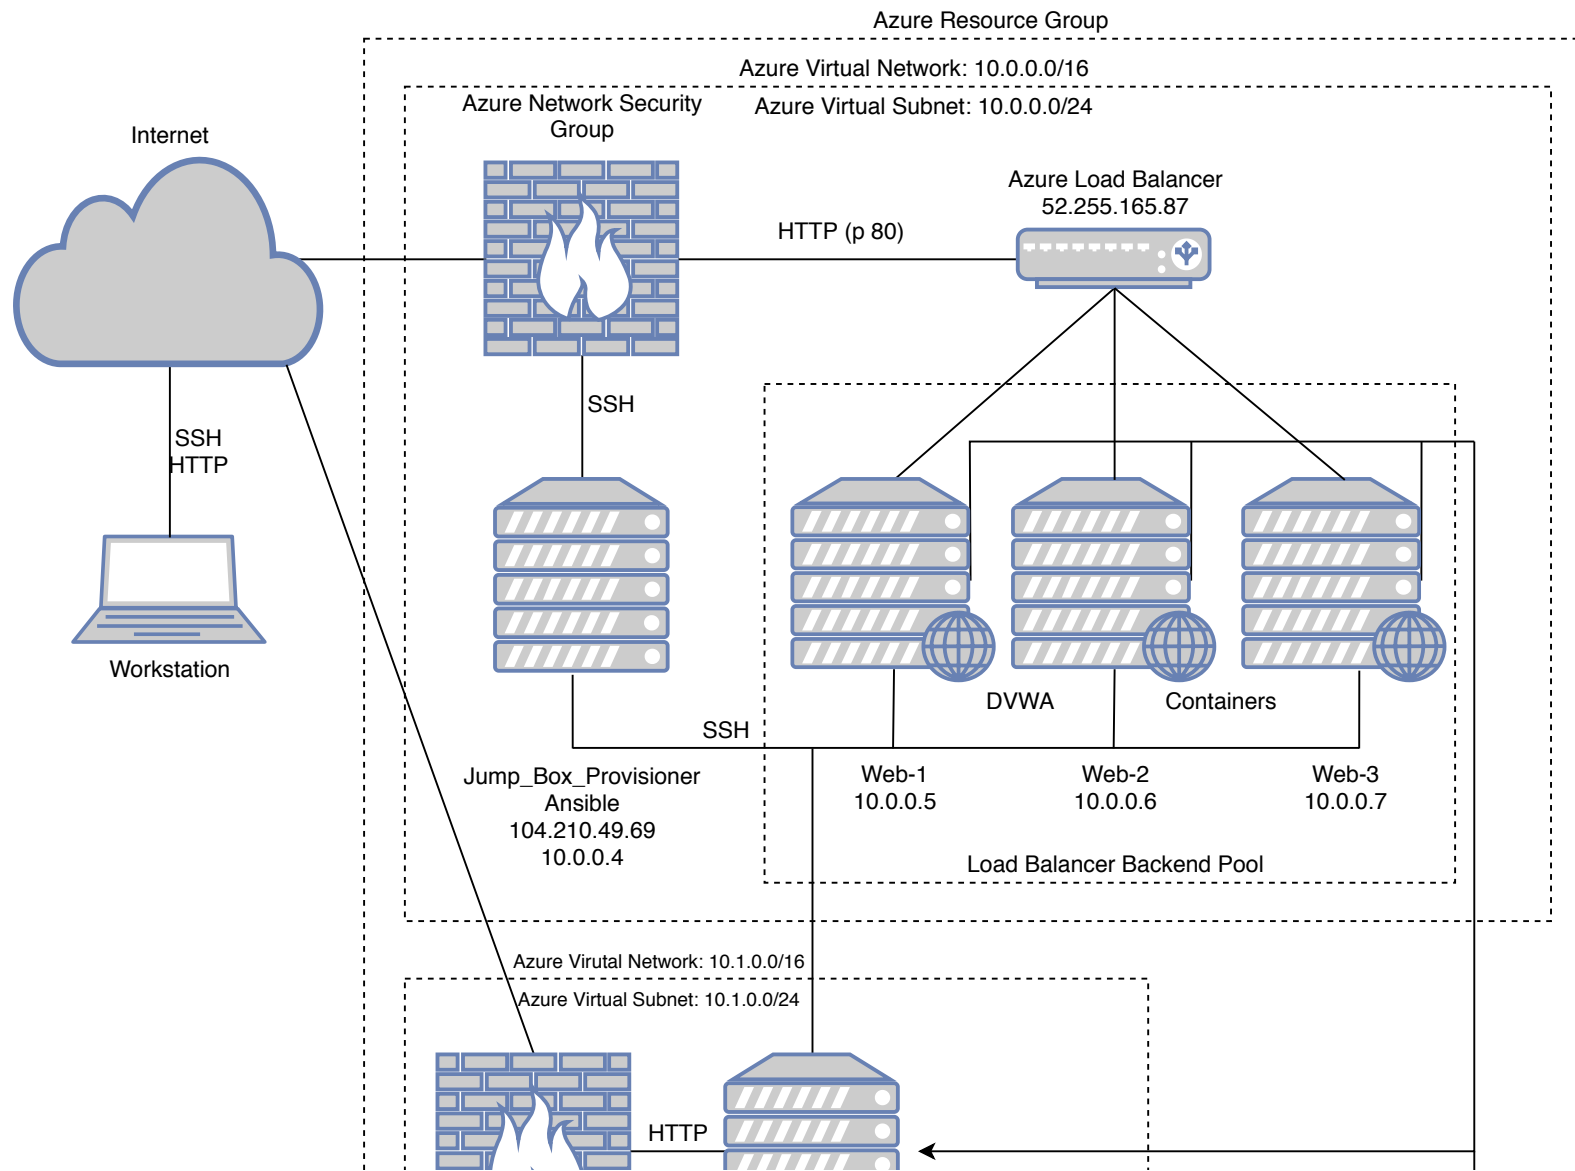 Azure Resource Group
Azure Virtual Network: 10.0.0.0/16
Azure Network Security
Group
Azure Virtual Subnet: 10.0.0.0/24
Internet
Azure Load Balancer
52.255.165.87
HTTP (p 80)
SSH
SSH
HTTP
Workstation
DVWA
Containers
SSH
Jump_Box_Provisioner
Ansible
104.210.49.69
10.0.0.4
Web-1
10.0.0.5
Web-2
10.0.0.6
Web-3
10.0.0.7
Load Balancer Backend Pool
Azure Virutal Network: 10.1.0.0/16
Azure Virtual Subnet: 10.1.0.0/24
HTTP